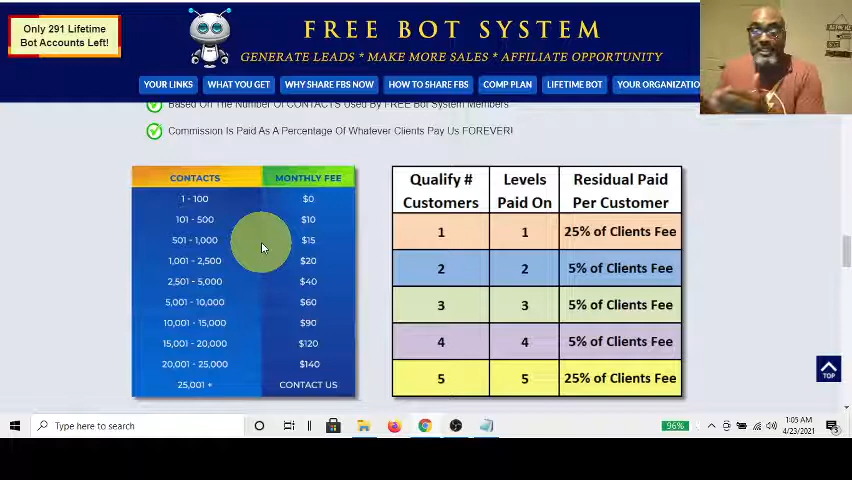 Only 291 Lifetime
Bot Accounts Left!
FREE BOT SYSTEM
GENERATE LEADS * MAKE MORE SALES * AFFILIATE OPPORTUNITY
YOUR LINKS WHAT YOU GET WHY SHARE FBS NOW HOW TO SHARE FBS COMP PLAN LIFETIME BOT YOUR ORGANIZATIO
Based On The Number Of CONTACTS Used By FREE Bot System Members
Commission Is Paid As A Percentage Of Whatever Clients Pay Us FOREVER!
CONTACTS MONTHLY FEE
1 - 100 $0
101 - 500 $10
501 - 1,000 $15
1,001 - 2,500 $20
2,501 - 5,000 $40
5,001 - 10,000 $60
10,001 - 15,000 $90
15,001 - 20,000 $120
20,001 - 25,000 $140
25,001 + CONTACT US
Qualify # Levels Residual Paid
Customers Paid On Per Customer
1 1 25% of Clients Fee
2 2 5% of Clients Fee
3 3 5% of Clients Fee
4 4 5% of Clients Fee
5 5 25% of Clients Fee
TOP
Type here to search
96%
1:05 AM
4/23/2021
3